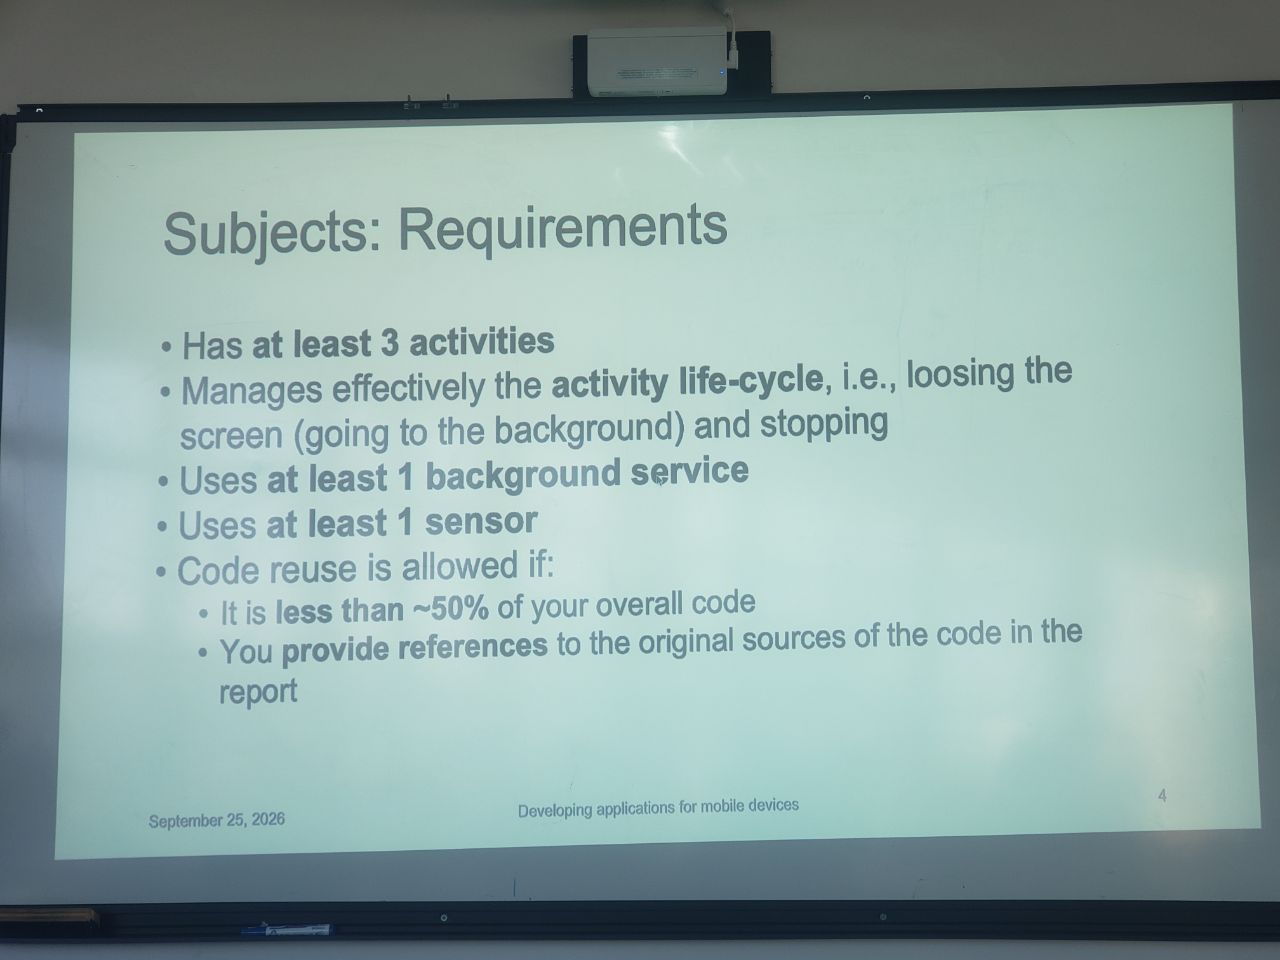 Subjects: Requirements
• Has at least 3 activities
• Manages effectively the activity life-cycle, i.e., loosing the
screen (going to the background) and stopping
• Uses at least 1 background service
• Uses at least 1 sensor
• Code reuse is allowed if:
• It is less than ~50% of your overall code
• You provide references to the original sources of the code in the
report
September 25, 2026
Developing applications for mobile devices
4